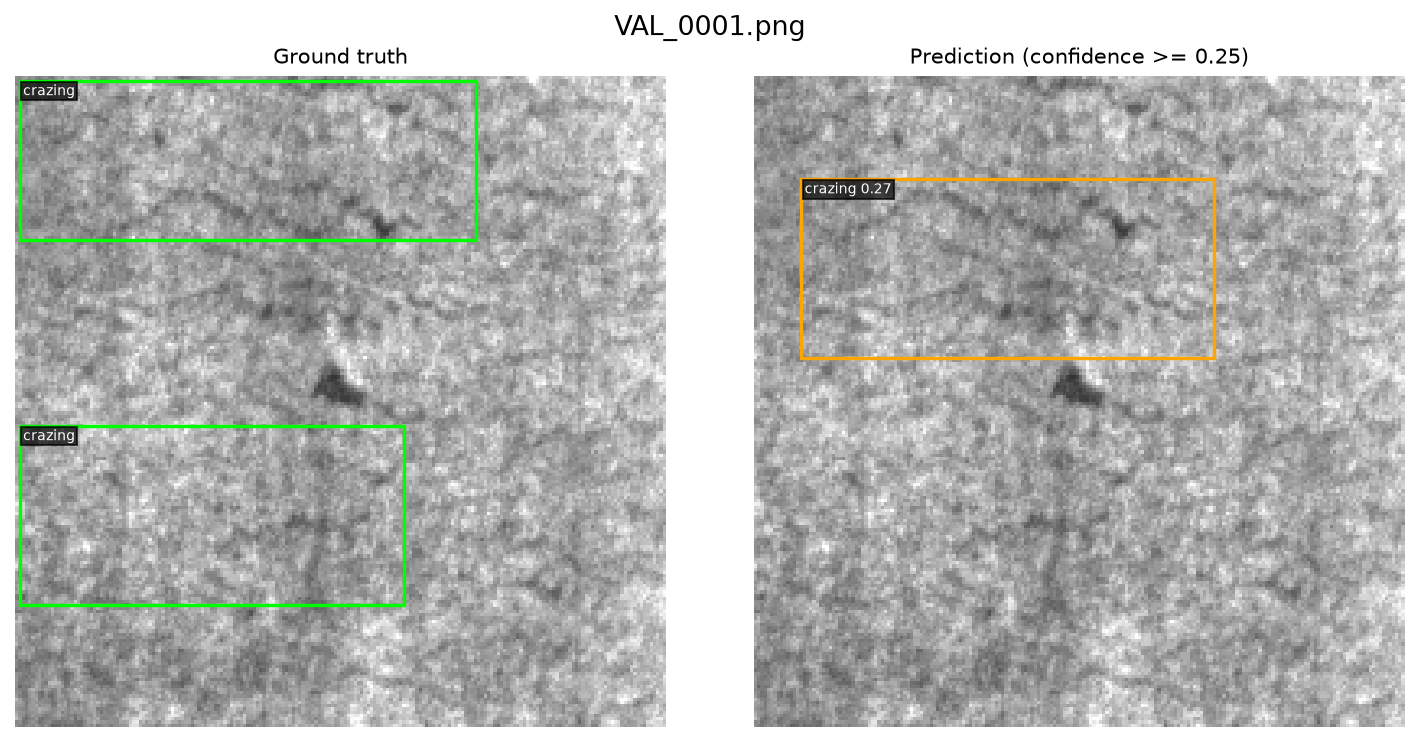 VAL_0001.png
Ground truth
Prediction (confidence >= 0.25)
crazing
crazing 0.27
crazing